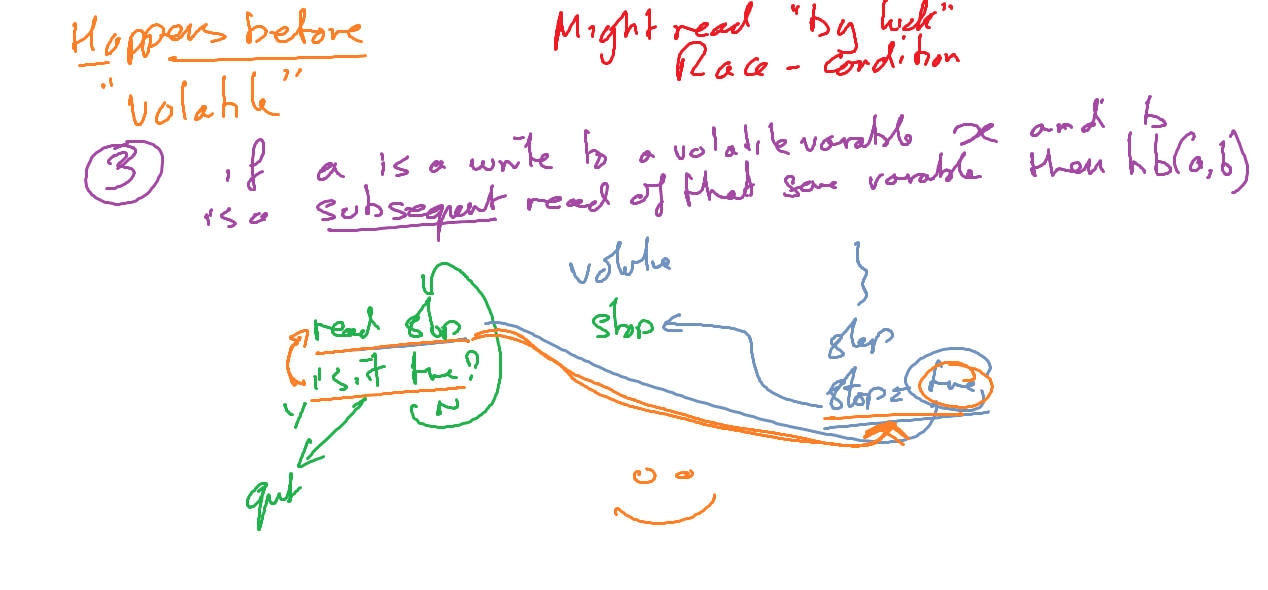 Happens before
"volatile"
Might read "by luck"
Race - condition
3
if a is a write to a volatile variable x and b
is a subsequent read of that same variable then hb(a,b)
volatile
read stop
stop
is it true?
stop = true;
Y
N
quit